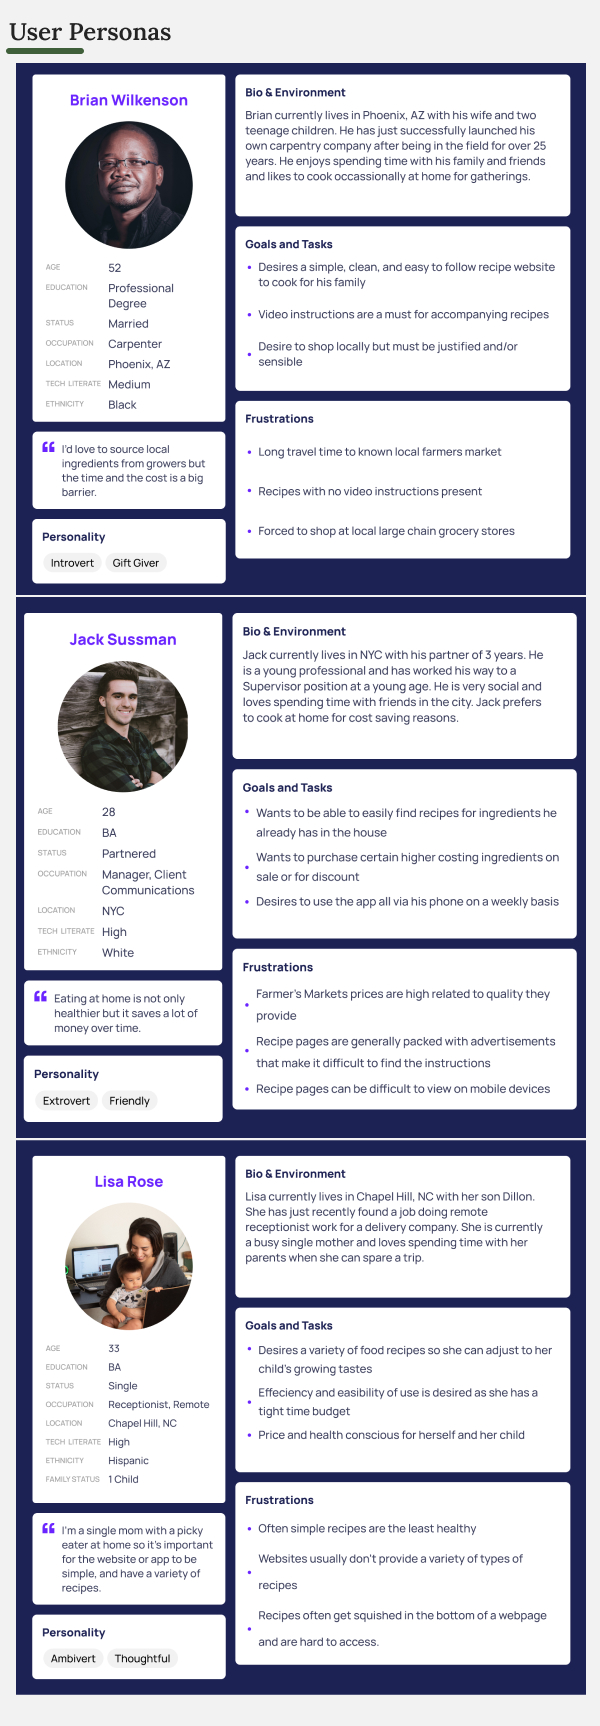 User Personas
Brian Wilkenson
AGE 52
EDUCATION Professional
Degree
STATUS Married
OCCUPATION Carpenter
LOCATION Phoenix, AZ
TECH LITERATE Medium
ETHNICITY Black
“ I'd love to source local
ingredients from growers but
the time and the cost is a big
barrier.
Personality
Introvert Gift Giver
Bio & Environment
Brian currently lives in Phoenix, AZ with his wife and two
teenage children. He has just successfully launched his
own carpentry company after being in the field for over 25
years. He enjoys spending time with his family and friends
and likes to cook occassionally at home for gatherings.
Goals and Tasks
• Desires a simple, clean, and easy to follow recipe website
to cook for his family
• Video instructions are a must for accompanying recipes
• Desire to shop locally but must be justified and/or
sensible
Frustrations
• Long travel time to known local farmers market
• Recipes with no video instructions present
• Forced to shop at local large chain grocery stores
Jack Sussman
AGE 28
EDUCATION BA
STATUS Partnered
OCCUPATION Manager, Client
Communications
LOCATION NYC
TECH LITERATE High
ETHNICITY White
“ Eating at home is not only
healthier but it saves a lot of
money over time.
Personality
Extrovert Friendly
Bio & Environment
Jack currently lives in NYC with his partner of 3 years. He
is a young professional and has worked his way to a
Supervisor position at a young age. He is very social and
loves spending time with friends in the city. Jack prefers
to cook at home for cost saving reasons.
Goals and Tasks
• Wants to be able to easily find recipes for ingredients he
already has in the house
• Wants to purchase certain higher costing ingredients on
sale or for discount
• Desires to use the app all via his phone on a weekly basis
Frustrations
• Farmer's Markets prices are high related to quality they
provide
• Recipe pages are generally packed with advertisements
that make it difficult to find the instructions
• Recipe pages can be difficult to view on mobile devices
Lisa Rose
AGE 33
EDUCATION BA
STATUS Single
OCCUPATION Receptionist, Remote
LOCATION Chapel Hill, NC
TECH LITERATE High
ETHNICITY Hispanic
FAMILY STATUS 1 Child
“ I'm a single mom with a picky
eater at home so it's important
for the website or app to be
simple, and have a variety of
recipes.
Personality
Ambivert Thoughtful
Bio & Environment
Lisa currently lives in Chapel Hill, NC with her son Dillon.
She has just recently found a job doing remote
receptionist work for a delivery company. She is currently
a busy single mother and loves spending time with her
parents when she can spare a trip.
Goals and Tasks
• Desires a variety of food recipes so she can adjust to her
child's growing tastes
• Effeciency and easibility of use is desired as she has a
tight time budget
• Price and health conscious for herself and her child
Frustrations
• Often simple recipes are the least healthy
• Websites usually don't provide a variety of types of
recipes
• Recipes often get squished in the bottom of a webpage
and are hard to access.